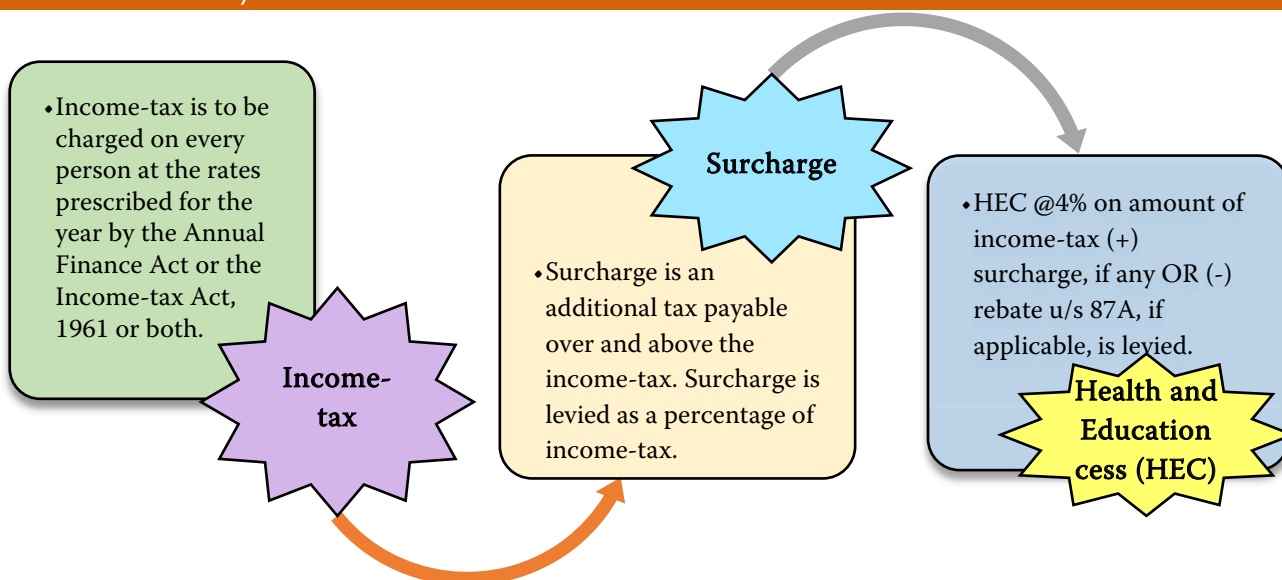 •Income-tax is to be
charged on every
person at the rates
prescribed for the
year by the Annual
Finance Act or the
Income-tax Act,
1961 or both.
Income-
tax
Surcharge
•Surcharge is an
additional tax payable
over and above the
income-tax. Surcharge is
levied as a percentage of
income-tax.
•HEC @4% on amount of
income-tax (+)
surcharge, if any OR (-)
rebate u/s 87A, if
applicable, is levied.
Health and
Education
cess (HEC)